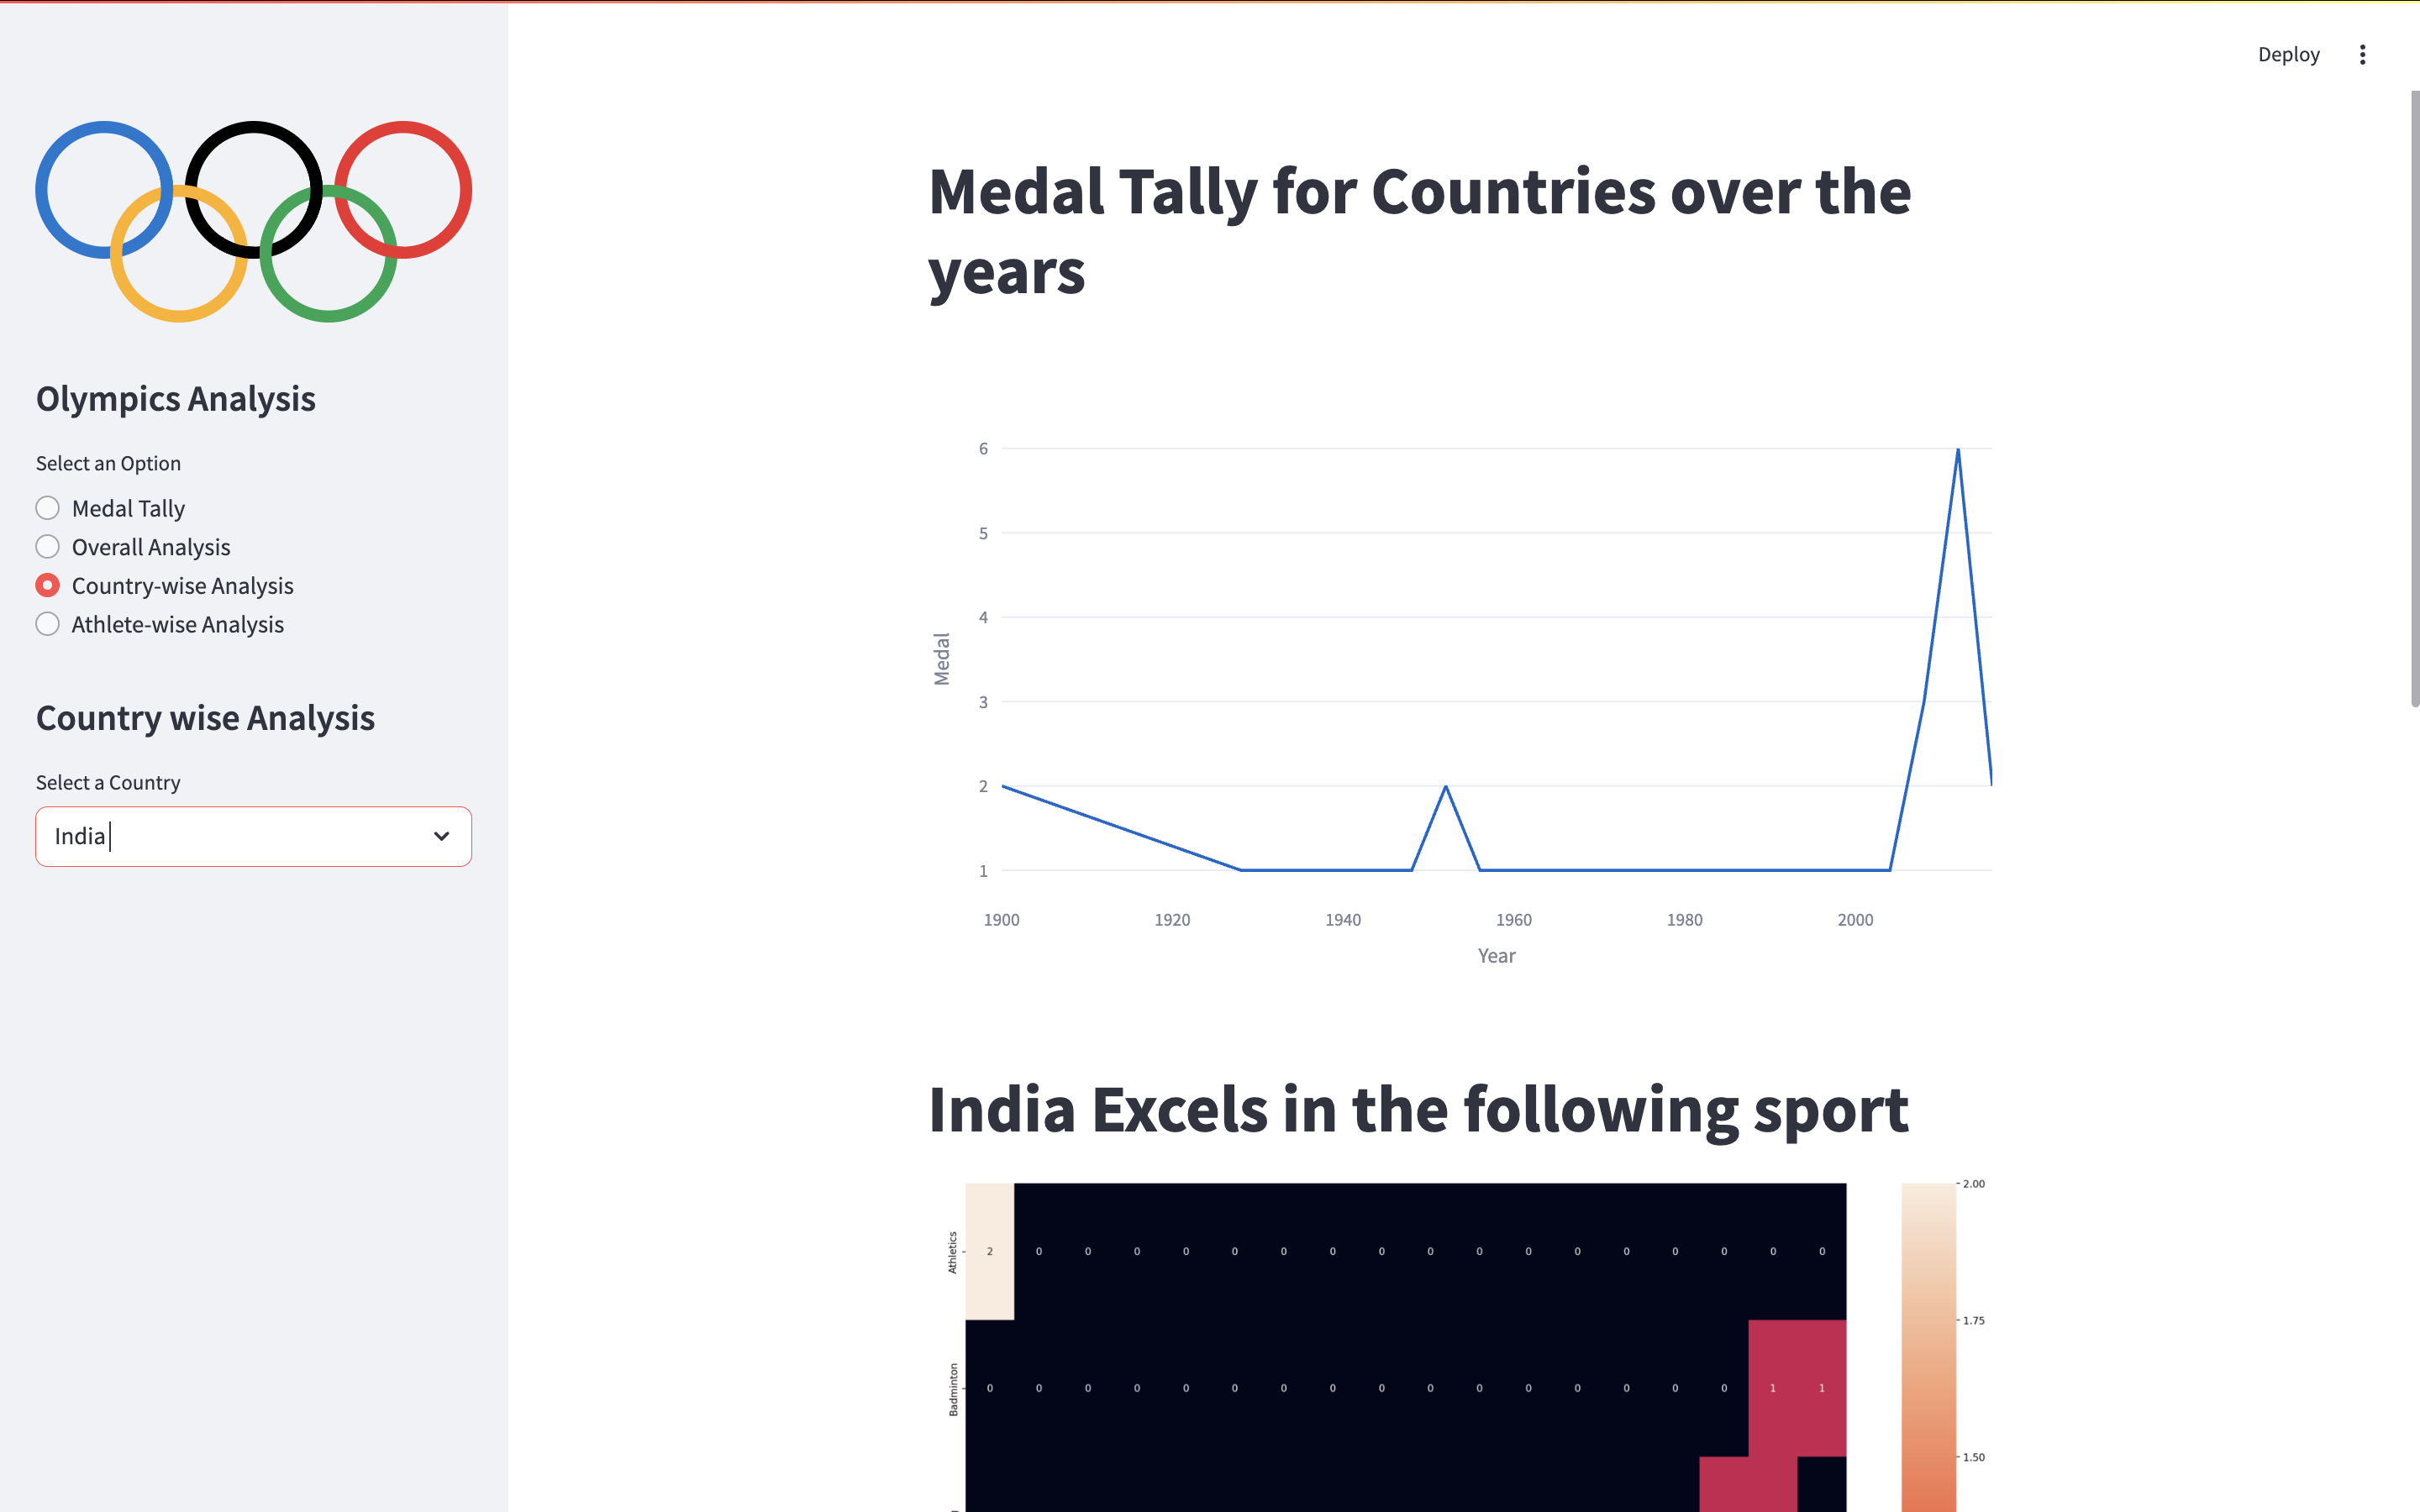 Deploy
Olympics Analysis
Select an Option
Medal Tally
Overall Analysis
Country-wise Analysis
Athlete-wise Analysis
Country wise Analysis
Select a Country
India
Medal Tally for Countries over the
years
6
5
4
3
2
1
Medal
1900 1920 1940 1960 1980 2000
Year
India Excels in the following sport
Athletics
2 0 0 0 0 0 0 0 0 0 0 0 0 0 0 0 0 0
Badminton
0 0 0 0 0 0 0 0 0 0 0 0 0 0 0 0 1 1
2.00
1.75
1.50